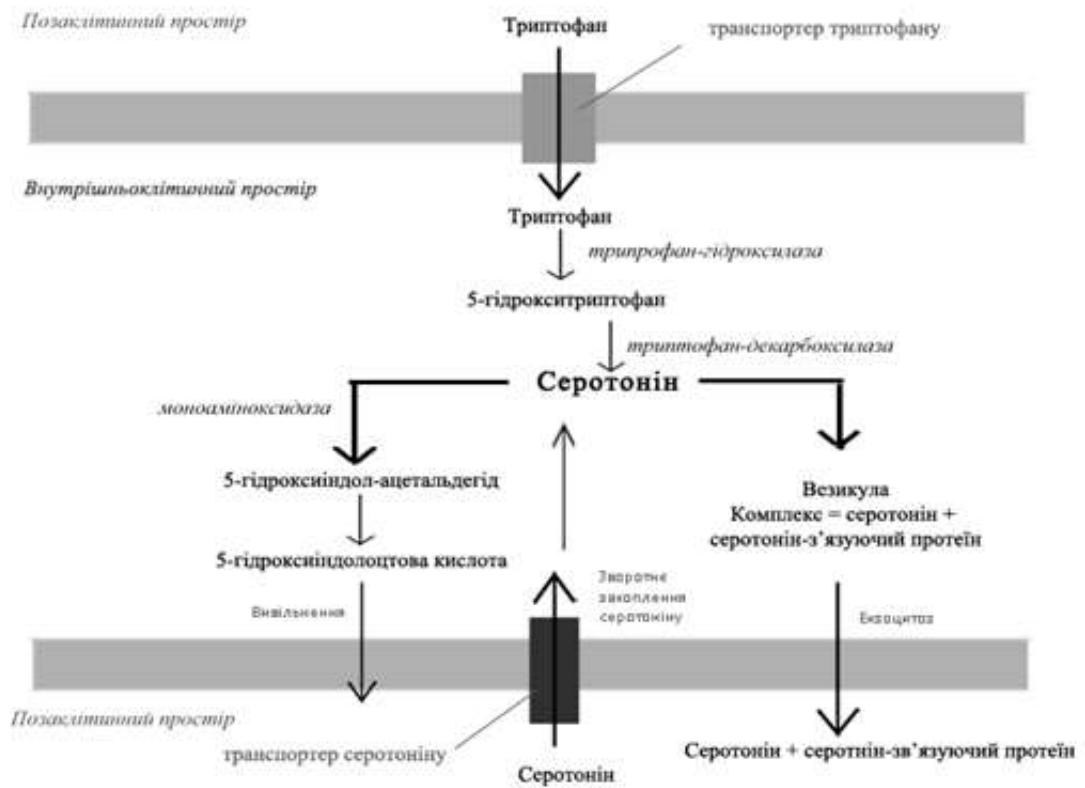 Позаклітинний простір
Триптофан
транспортер триптофану
Внутрішньоклітинний простір
Триптофан
трипрофан-гідроксилаза
5-гідрокситриптофан
триптофан-декарбоксилаза
Серотонін
моноаміноксидаза
5-гідроксиіндол-ацетальдегід
Везикула
Комплекс = серотонін +
серотонін-з’язуючий протеїн
5-гідроксиіндолоцтова кислота
Зворотнє
захоплення
серотоніну
Вивільнення
Екзоцитоз
Позаклітинний простір
транспортер серотоніну
Серотонін
Серотонін + серотнін-зв’язуючий протеїн